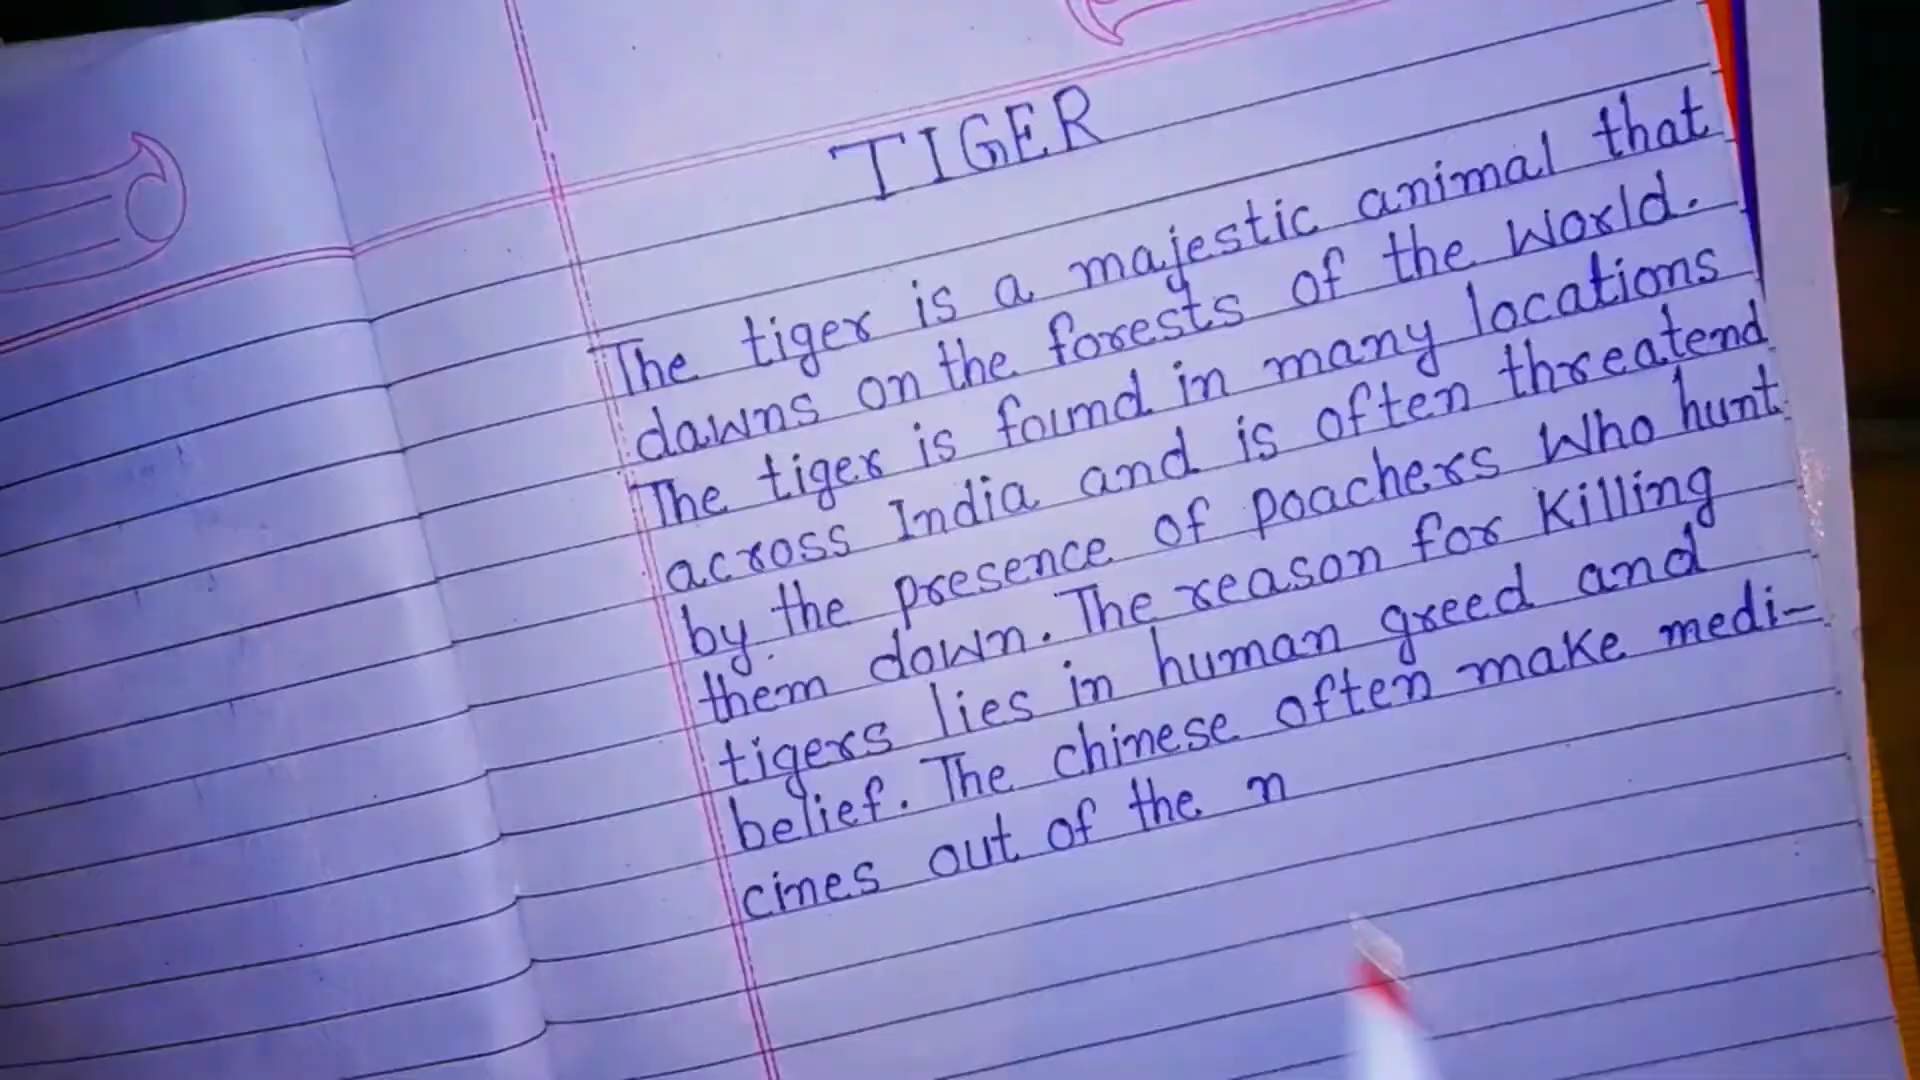 TIGER
The tiger is a majestic animal that
dawns on the forests of the World.
The tiger is found in many locations
across India and is often threatend
by the presence of poachers Who hunt
them down. The reason for Killing
tigers lies in human greed and
belief. The chinese often make medi-
cines out of the n